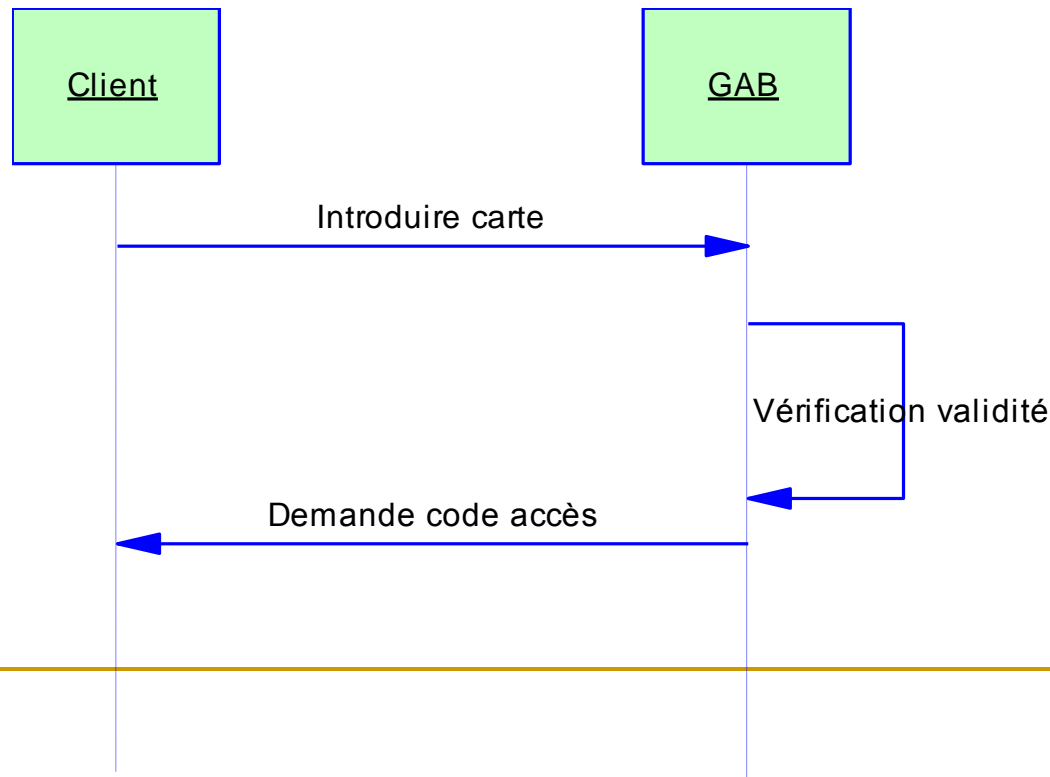 Client
GAB
Introduire carte
Vérification validité
Demande code accès